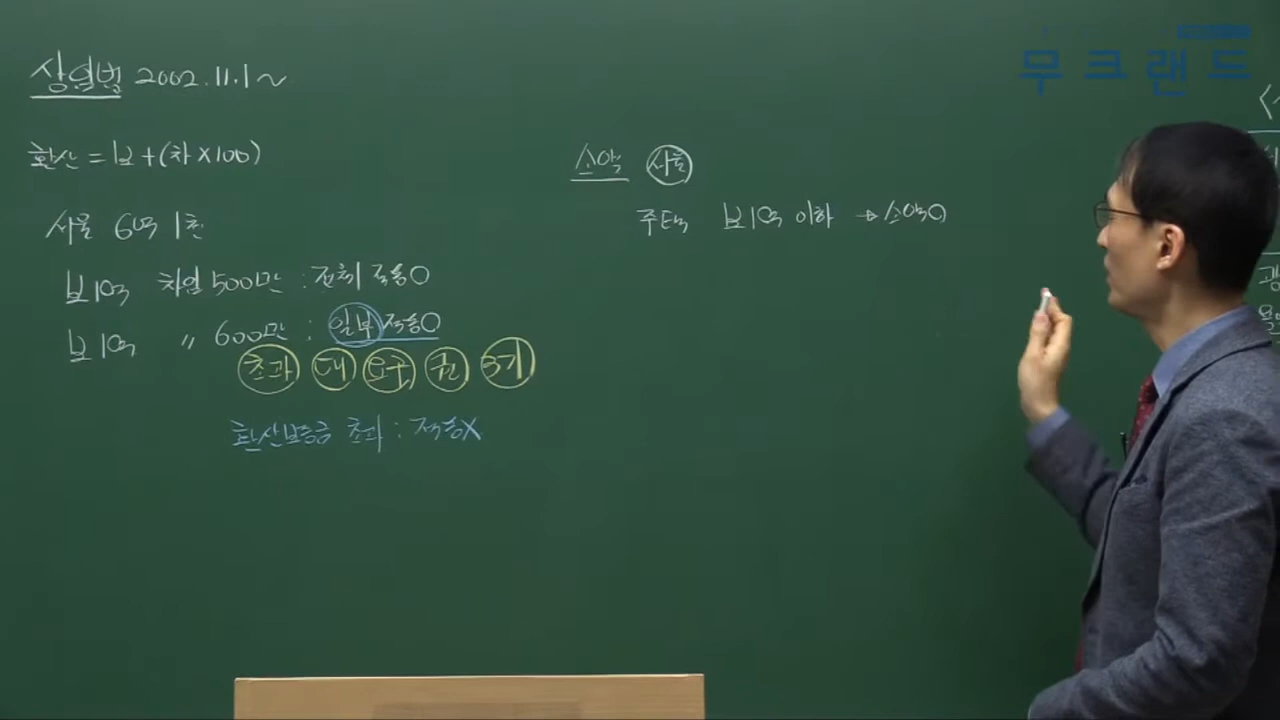 상임법 2002.11.1~
환산 = 보+(차×100)
서울 6억 1천
보1억 차임 500만 : 전체 적용O
보1억 〃 600만 : 일부 적용O
초과 대 요구 권 3기
환산보증금 초과 : 적용X
소액 서울
주택 보1억 이하 → 소액O
무크랜드